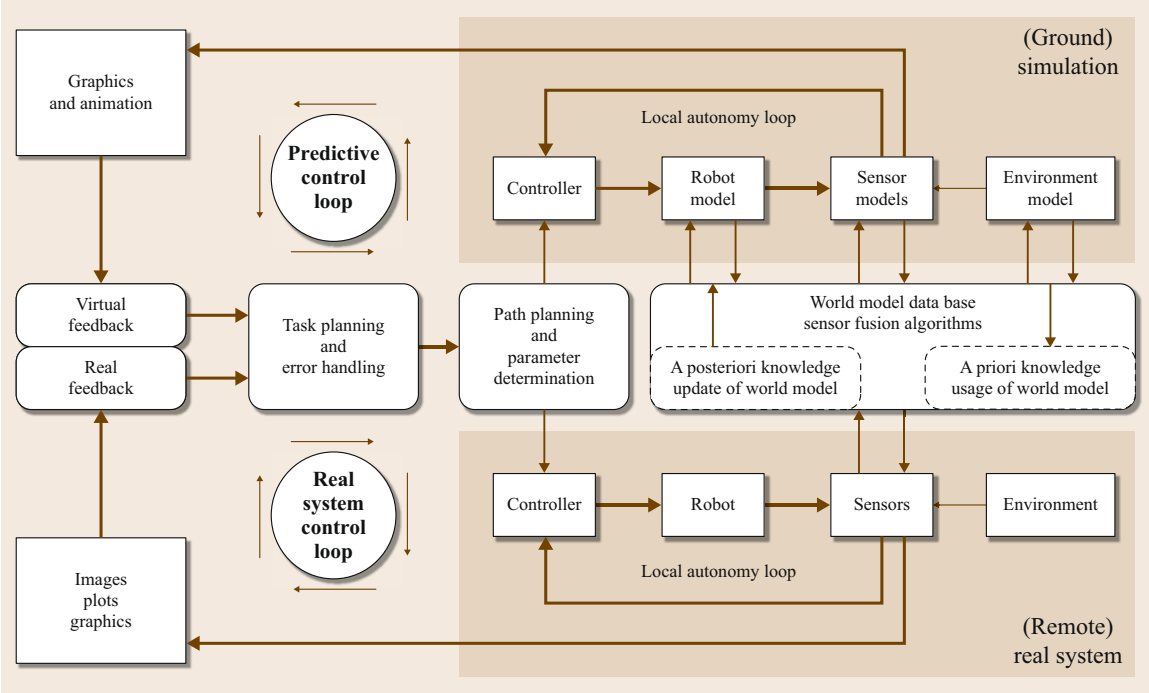 (Ground)
simulation
Graphics
and animation
Local autonomy loop
Predictive
control
loop
Controller
Robot
model
Sensor
models
Environment
model
Virtual
feedback
Real
feedback
Task planning
and
error handling
Path planning
and
parameter
determination
World model data base
sensor fusion algorithms
A posteriori knowledge
update of world model
A priori knowledge
usage of world model
Real
system
control
loop
Controller
Robot
Sensors
Environment
Local autonomy loop
Images
plots
graphics
(Remote)
real system